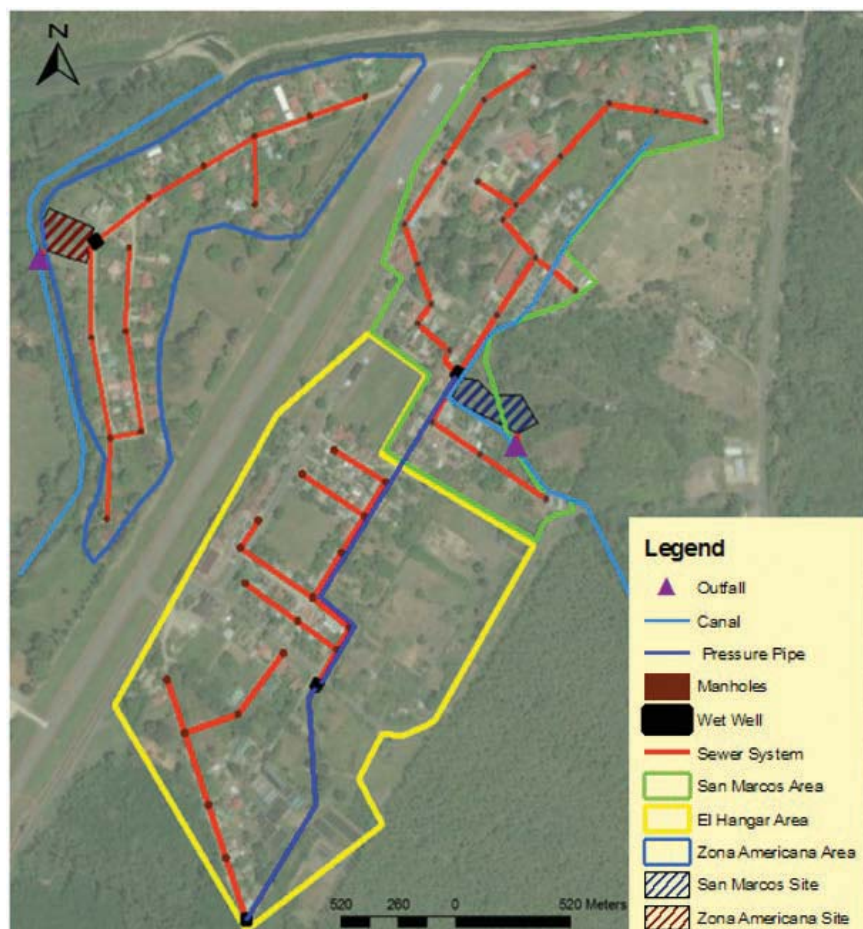 N
Legend
Outfall
Canal
Pressure Pipe
Manholes
Wet Well
Sewer System
San Marcos Area
El Hangar Area
Zona Americana Area
San Marcos Site
Zona Americana Site
520 260 0 520 Meters